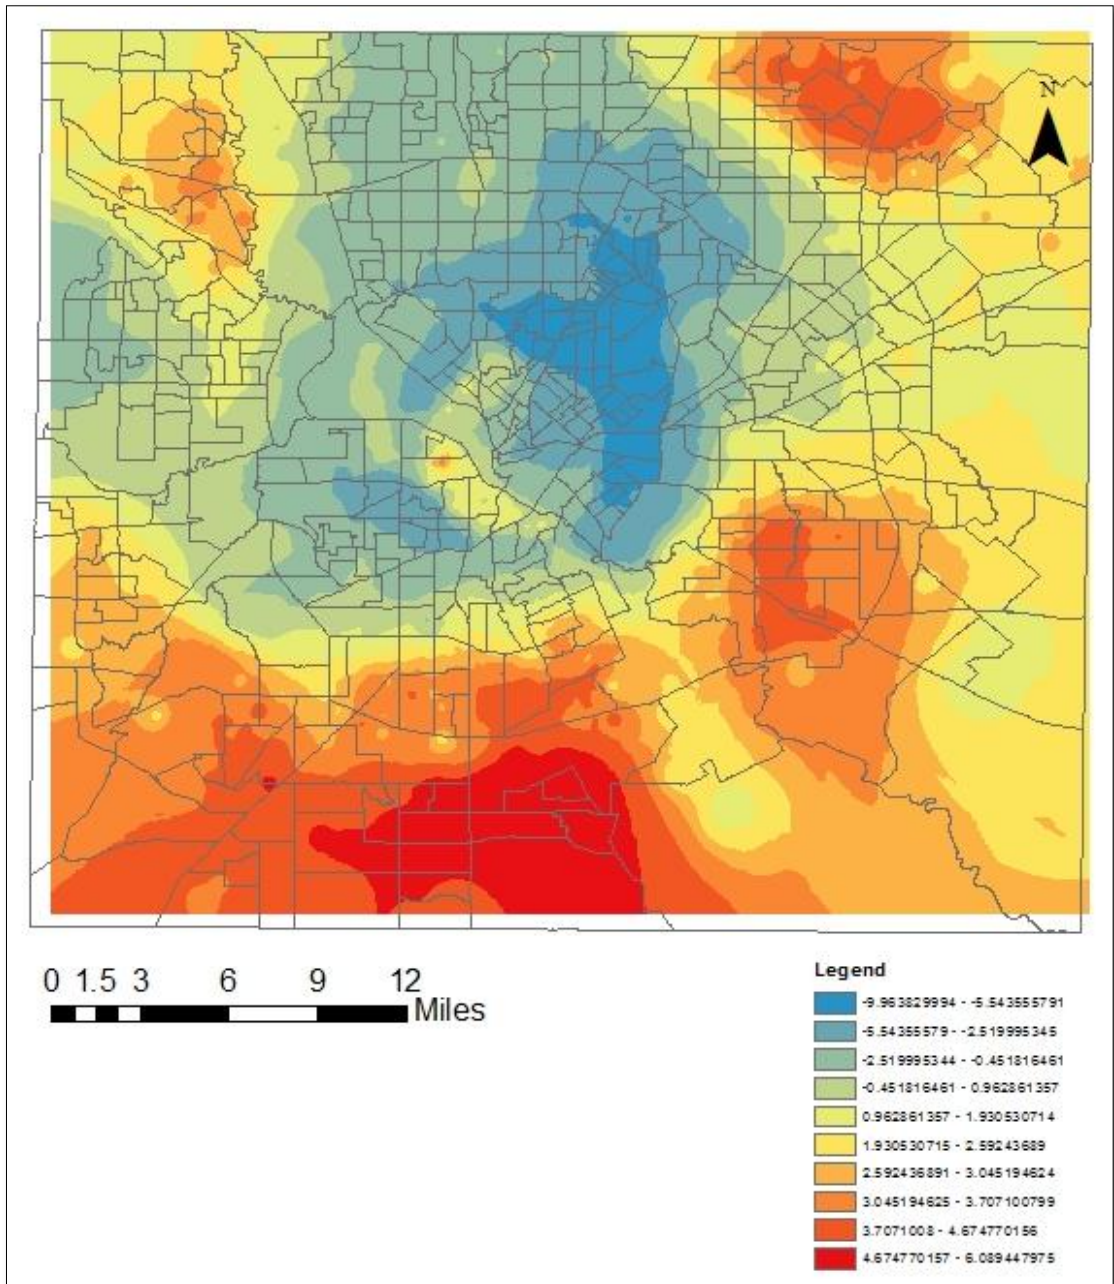 N
0 1.5 3 6 9 12
Miles
Legend
-9.963829994 - -5.543555791
-5.54355579 - -2.519995345
-2.519995344 - -0.451816461
-0.451816461 - 0.962861357
0.962861357 - 1.930530714
1.930530715 - 2.59243689
2.592436891 - 3.045194624
3.045194625 - 3.707100799
3.7071008 - 4.674770156
4.674770157 - 6.089447975